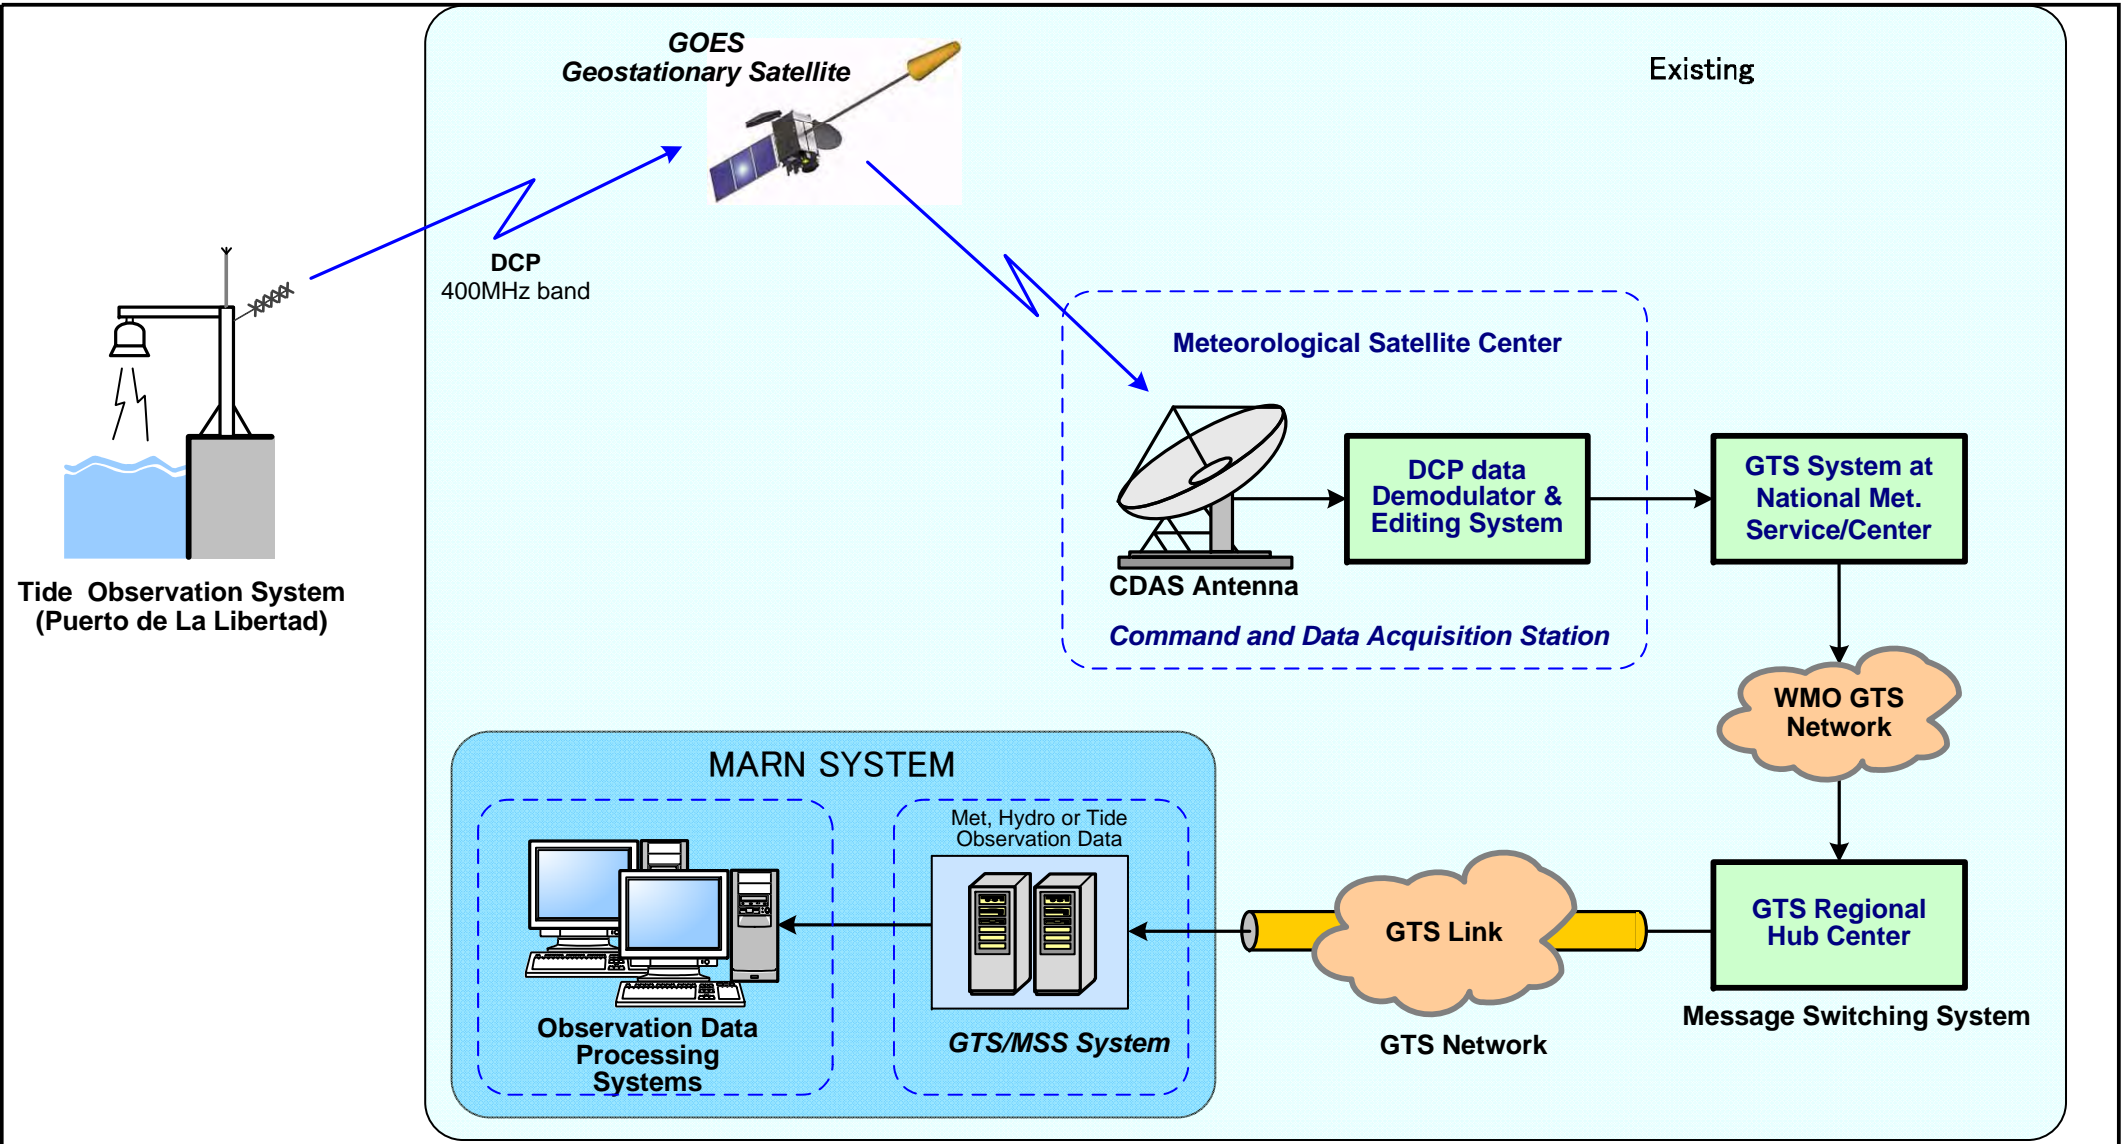 GOES
Geostationary Satellite
Existing
DCP
400MHz band
Tide Observation System
(Puerto de La Libertad)
Meteorological Satellite Center
CDAS Antenna
DCP data
Demodulator &
Editing System
Command and Data Acquisition Station
GTS System at
National Met.
Service/Center
WMO GTS
Network
GTS Regional
Hub Center
Message Switching System
GTS Link
GTS Network
MARN SYSTEM
Met, Hydro or Tide
Observation Data
GTS/MSS System
Observation Data
Processing
Systems